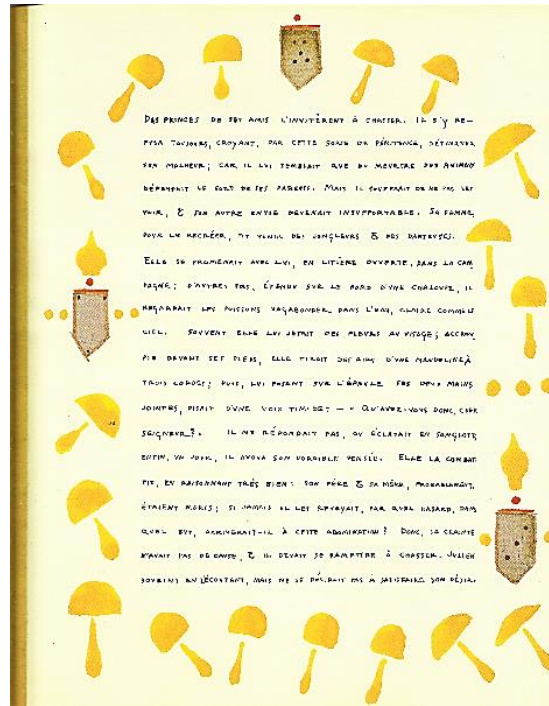 DES PRINCES DE SES AMIS L'INVITÈRENT À CHASSER. IL S'Y RE-
FUSA TOUJOURS, CROYANT, PAR CETTE SORTE DE PÉNITENCE, DÉTOURNER
SON MALHEUR; CAR IL LUI SEMBLAIT QUE DU MEURTRE DES ANIMAUX
DÉPENDAIT LE SORT DE SES PARENTS. MAIS IL SOUFFRAIT DE NE PAS LES
VOIR, & SON AUTRE ENVIE DEVENAIT INSUPPORTABLE. SA FEMME,
POUR LE RECRÉER, FIT VENIR DES JONGLEURS & DES DANSEUSES.
ELLE SE PROMENAIT AVEC LUI, EN LITIÈRE OUVERTE, DANS LA CAM
PAGNE; D'AUTRES FOIS, ÉTENDUS SUR LE BORD D'UNE CHALOUPE, IL
REGARDAIT LES POISSONS VAGABONDER DANS L'EAU, CLAIRE COMME LE
CIEL. SOUVENT ELLE LUI JETAIT DES FLEURS AU VISAGE; ACCROU
PIE DEVANT SES PIEDS, ELLE TIRAIT DES AIRS D'UNE MANDOLINE À
TROIS CORDES; PUIS, LUI POSANT SUR L'ÉPAULE SES DEUX MAINS
JOINTES, DISAIT D'UNE VOIX TIMIDE: — « QU'AVEZ-VOUS DONC, CHER
SEIGNEUR?. IL NE RÉPONDAIT PAS, OU ÉCLATAIT EN SANGLOTS;
ENFIN, UN JOUR, IL AVOUA SON HORRIBLE PENSÉE. ELLE LA COMBAT
TIT, EN RAISONNANT TRÈS BIEN: SON PÈRE & SA MÈRE, PROBABLEMENT,
ÉTAIENT MORTS; SI JAMAIS IL LES REVOYAIT, PAR QUEL HASARD, DANS
QUEL BUT, ARRIVERAIT-IL À CETTE ABOMINATION? DONC, SA CRAINTE
N'AVAIT PAS DE CAUSE, & IL DEVAIT SE REMETTRE À CHASSER. JULIEN
SOURIAIT EN L'ÉCOUTANT, MAIS NE SE DÉCIDAIT PAS À SATISFAIRE SON DÉSIR.